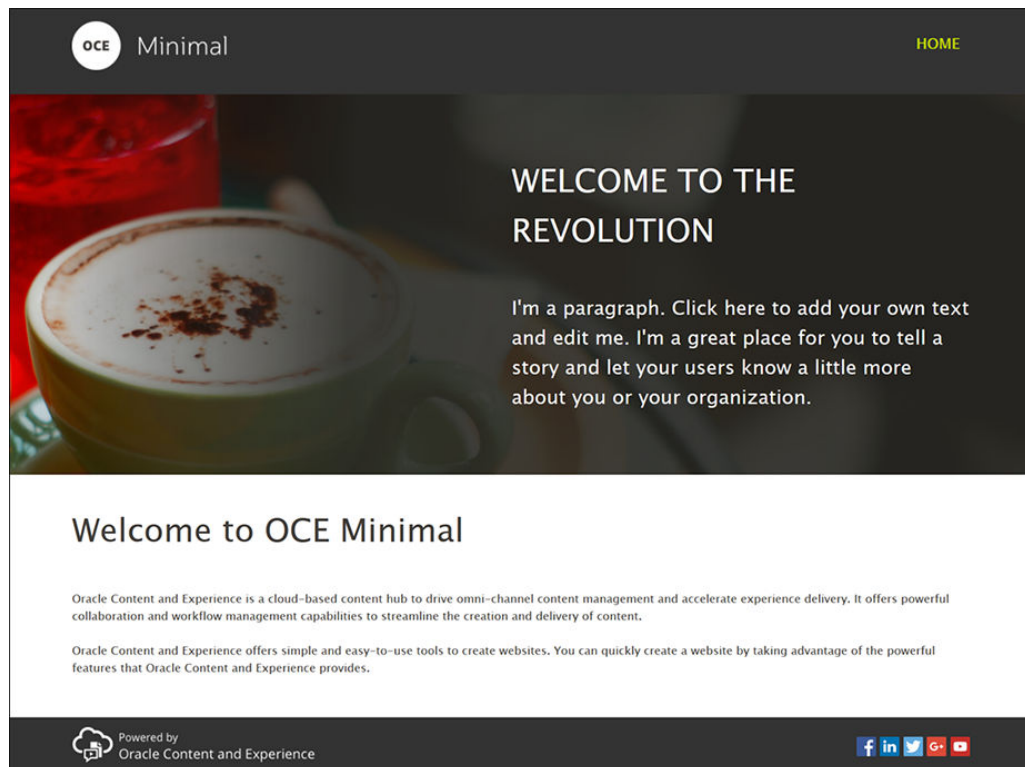 OCE Minimal
HOME
WELCOME TO THE
REVOLUTION
I'm a paragraph. Click here to add your own text
and edit me. I'm a great place for you to tell a
story and let your users know a little more
about you or your organization.
Welcome to OCE Minimal
Oracle Content and Experience is a cloud-based content hub to drive omni-channel content management and accelerate experience delivery. It offers powerful
collaboration and workflow management capabilities to streamline the creation and delivery of content.
Oracle Content and Experience offers simple and easy-to-use tools to create websites. You can quickly create a website by taking advantage of the powerful
features that Oracle Content and Experience provides.
Powered by
Oracle Content and Experience
f in G+